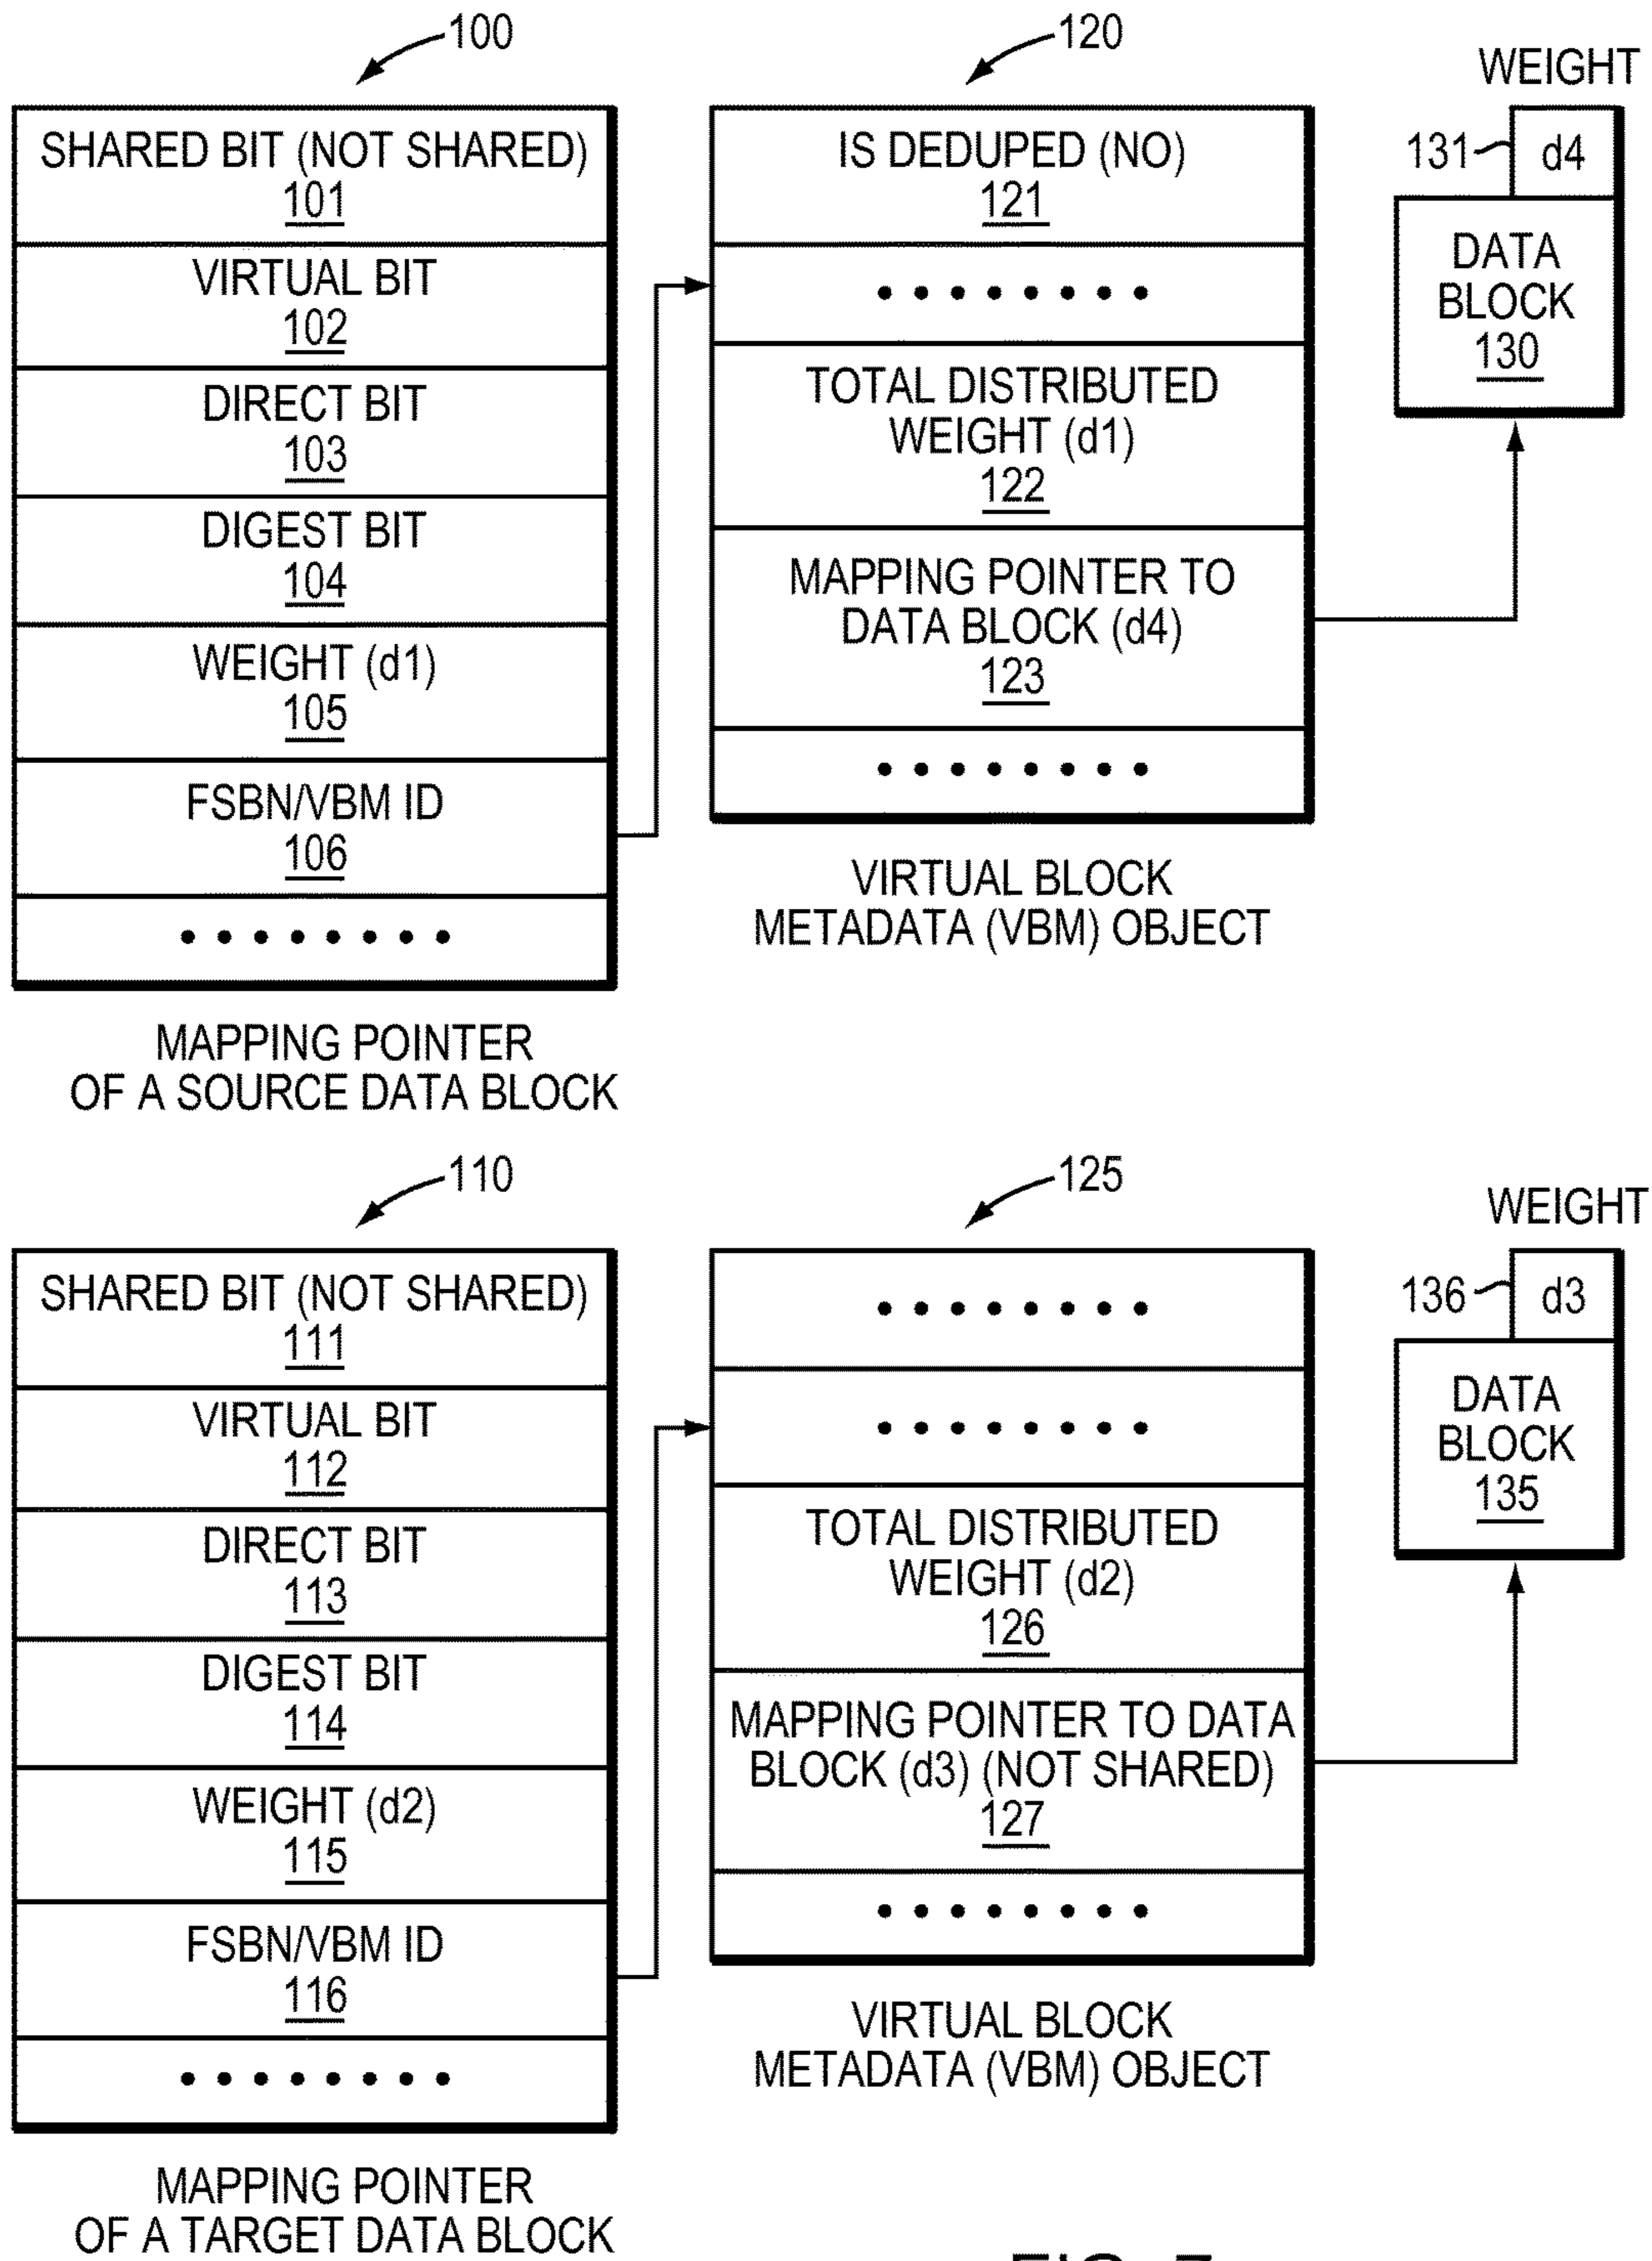 100
SHARED BIT (NOT SHARED)
101
VIRTUAL BIT
102
DIRECT BIT
103
DIGEST BIT
104
WEIGHT (d1)
105
FSBN/VBM ID
106
MAPPING POINTER
OF A SOURCE DATA BLOCK
120
IS DEDUPED (NO)
121
TOTAL DISTRIBUTED
WEIGHT (d1)
122
MAPPING POINTER TO
DATA BLOCK (d4)
123
VIRTUAL BLOCK
METADATA (VBM) OBJECT
WEIGHT
131
d4
DATA
BLOCK
130
110
SHARED BIT (NOT SHARED)
111
VIRTUAL BIT
112
DIRECT BIT
113
DIGEST BIT
114
WEIGHT (d2)
115
FSBN/VBM ID
116
MAPPING POINTER
OF A TARGET DATA BLOCK
125
TOTAL DISTRIBUTED
WEIGHT (d2)
126
MAPPING POINTER TO DATA
BLOCK (d3) (NOT SHARED)
127
VIRTUAL BLOCK
METADATA (VBM) OBJECT
WEIGHT
136
d3
DATA
BLOCK
135